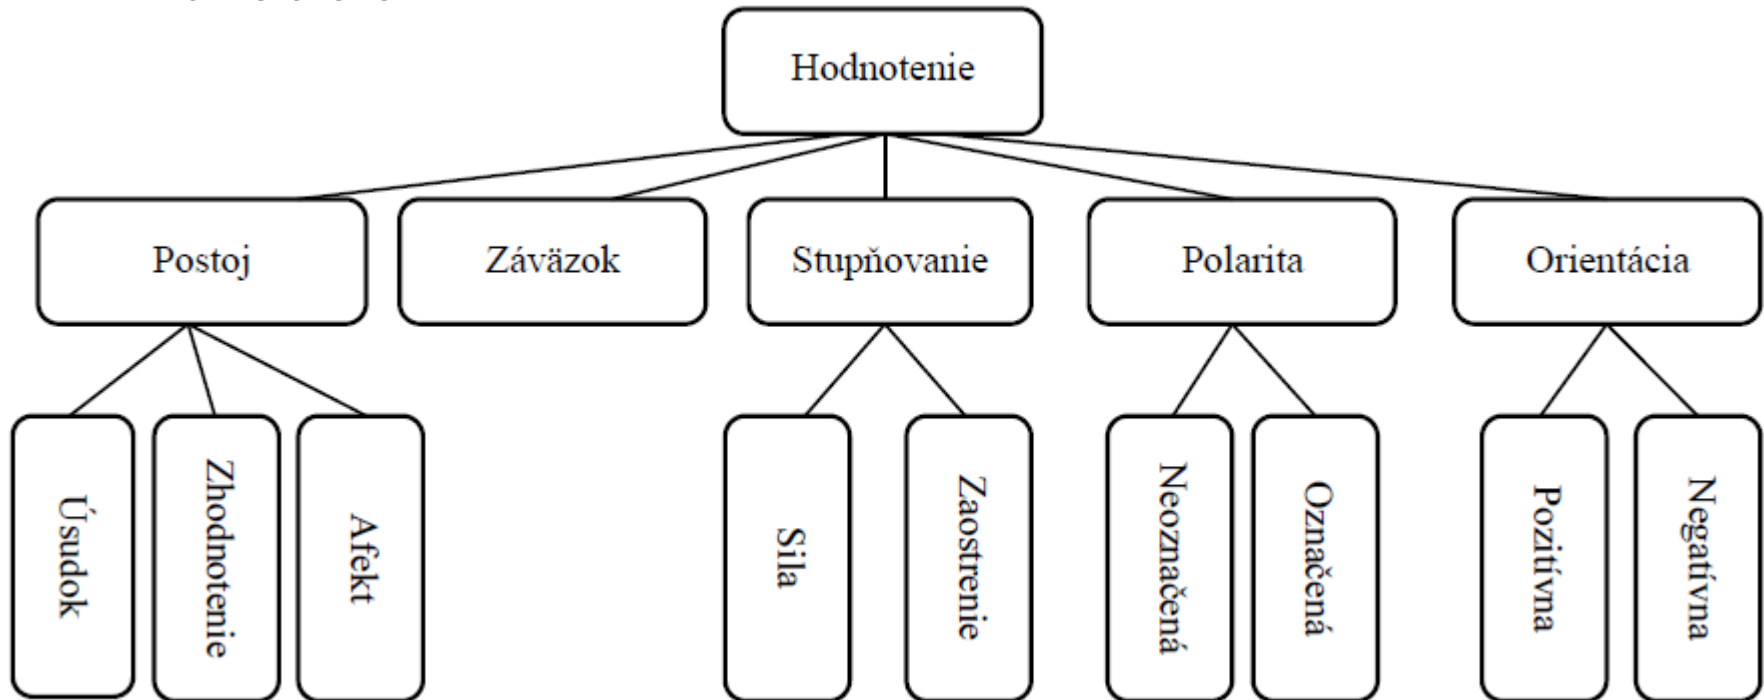 Hodnotenie
Postoj
Záväzok
Stupňovanie
Polarita
Orientácia
Úsudok
Zhodnotenie
Afekt
Sila
Zaostrenie
Neoznačená
Označená
Pozitívna
Negatívna